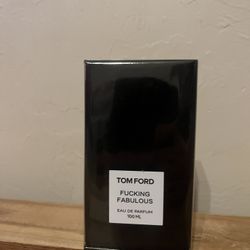 TOM FORD
FUCKING
FABULOUS
EAU DE PARFUM
100 ML